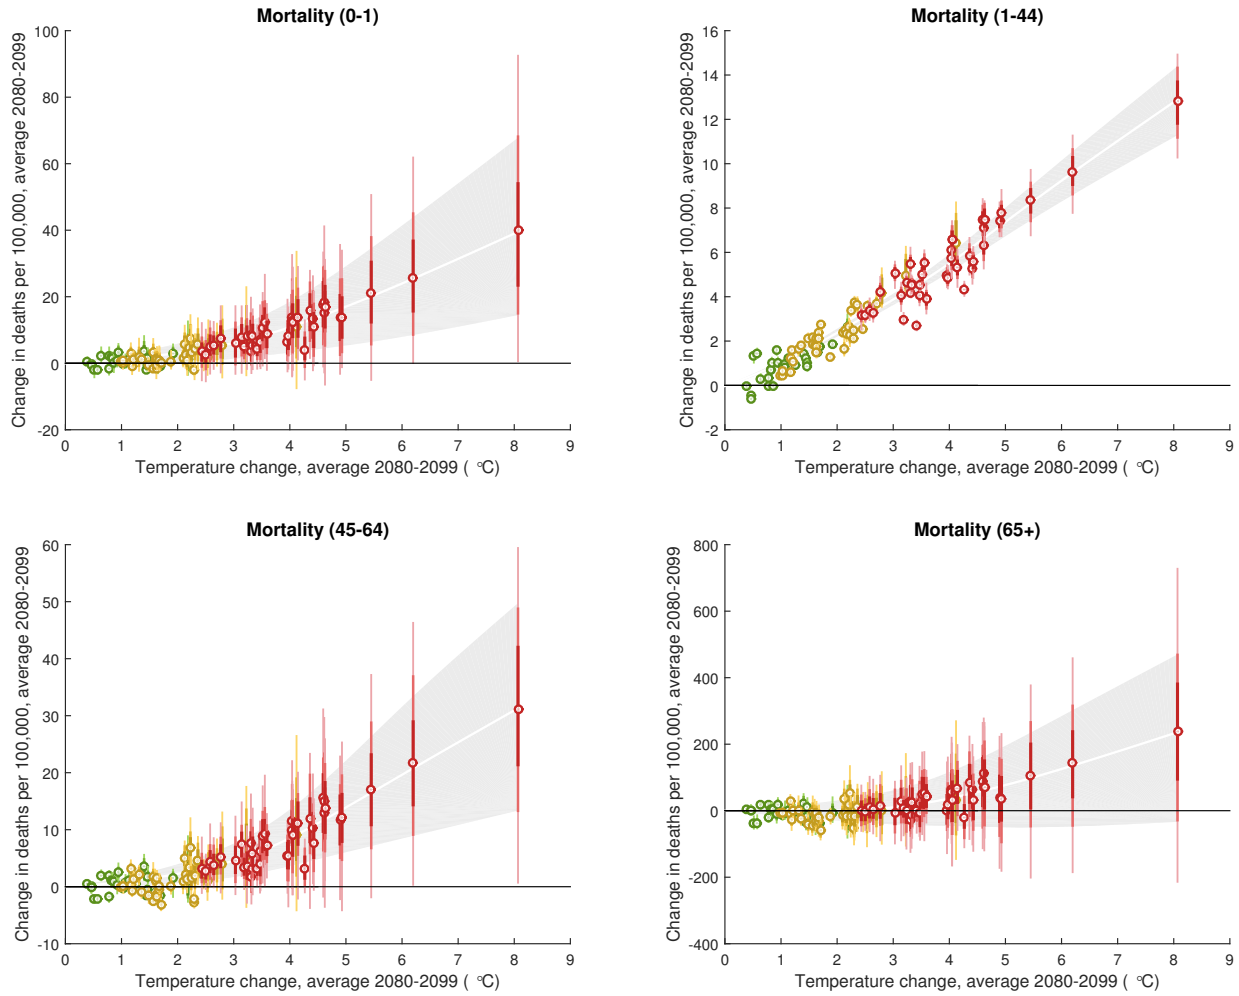 Mortality (0-1)
Change in deaths per 100,000, average 2080-2099
100
80
60
40
20
0
-20
0 1 2 3 4 5 6 7 8 9
Temperature change, average 2080-2099 ( °C)
Mortality (1-44)
Change in deaths per 100,000, average 2080-2099
16
14
12
10
8
6
4
2
0
-2
0 1 2 3 4 5 6 7 8 9
Temperature change, average 2080-2099 ( °C)
Mortality (45-64)
Change in deaths per 100,000, average 2080-2099
60
50
40
30
20
10
0
-10
0 1 2 3 4 5 6 7 8 9
Temperature change, average 2080-2099 ( °C)
Mortality (65+)
Change in deaths per 100,000, average 2080-2099
800
600
400
200
0
-200
-400
0 1 2 3 4 5 6 7 8 9
Temperature change, average 2080-2099 ( °C)